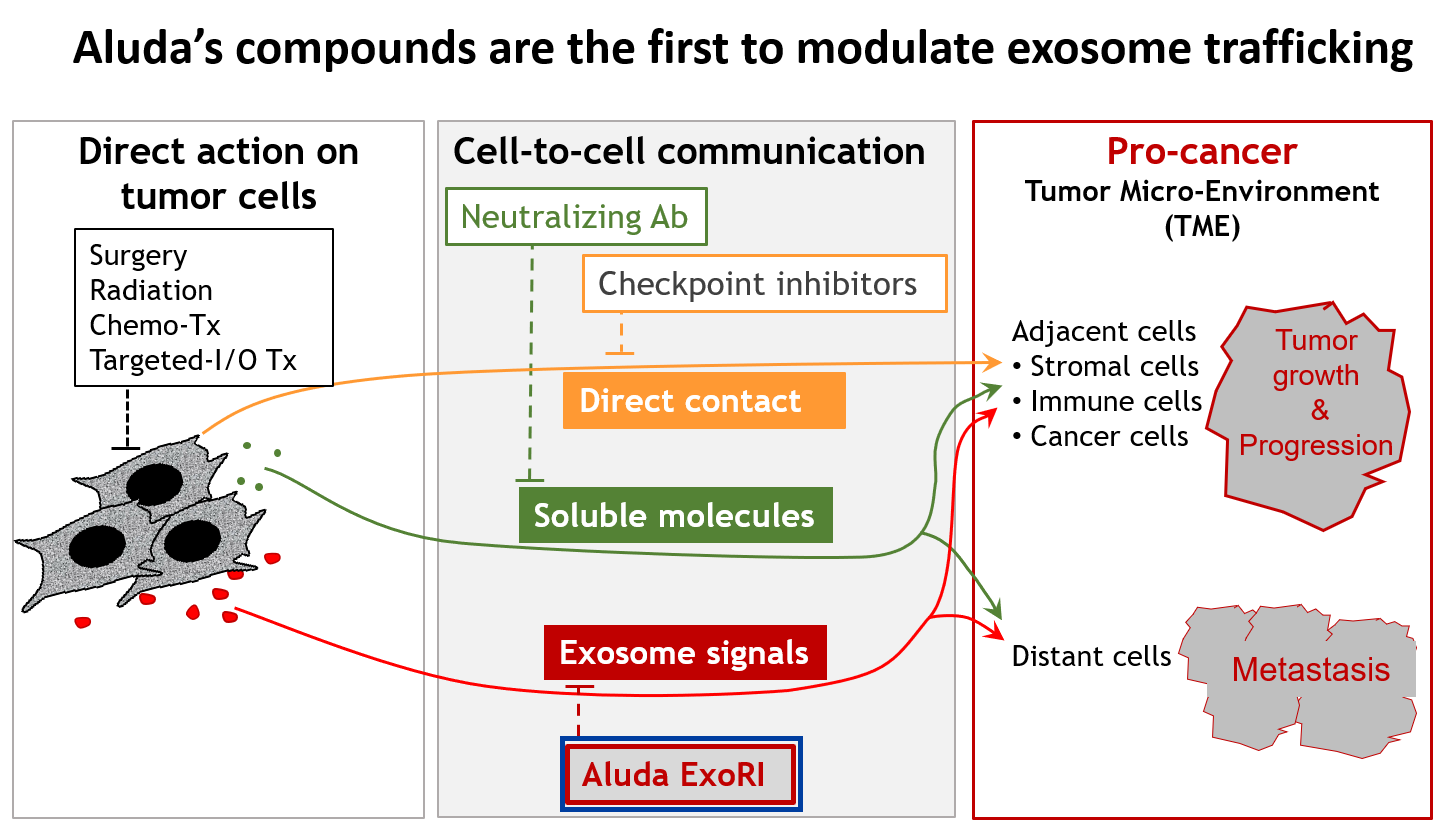 Aluda’s compounds are the first to modulate exosome trafficking
Direct action on
tumor cells
Surgery
Radiation
Chemo-Tx
Targeted-I/O Tx
Cell-to-cell communication
Neutralizing Ab
Checkpoint inhibitors
Direct contact
Soluble molecules
Exosome signals
Aluda ExoRI
Pro-cancer
Tumor Micro-Environment
(TME)
Adjacent cells
• Stromal cells
• Immune cells
• Cancer cells
Tumor
growth
&
Progression
Distant cells
Metastasis